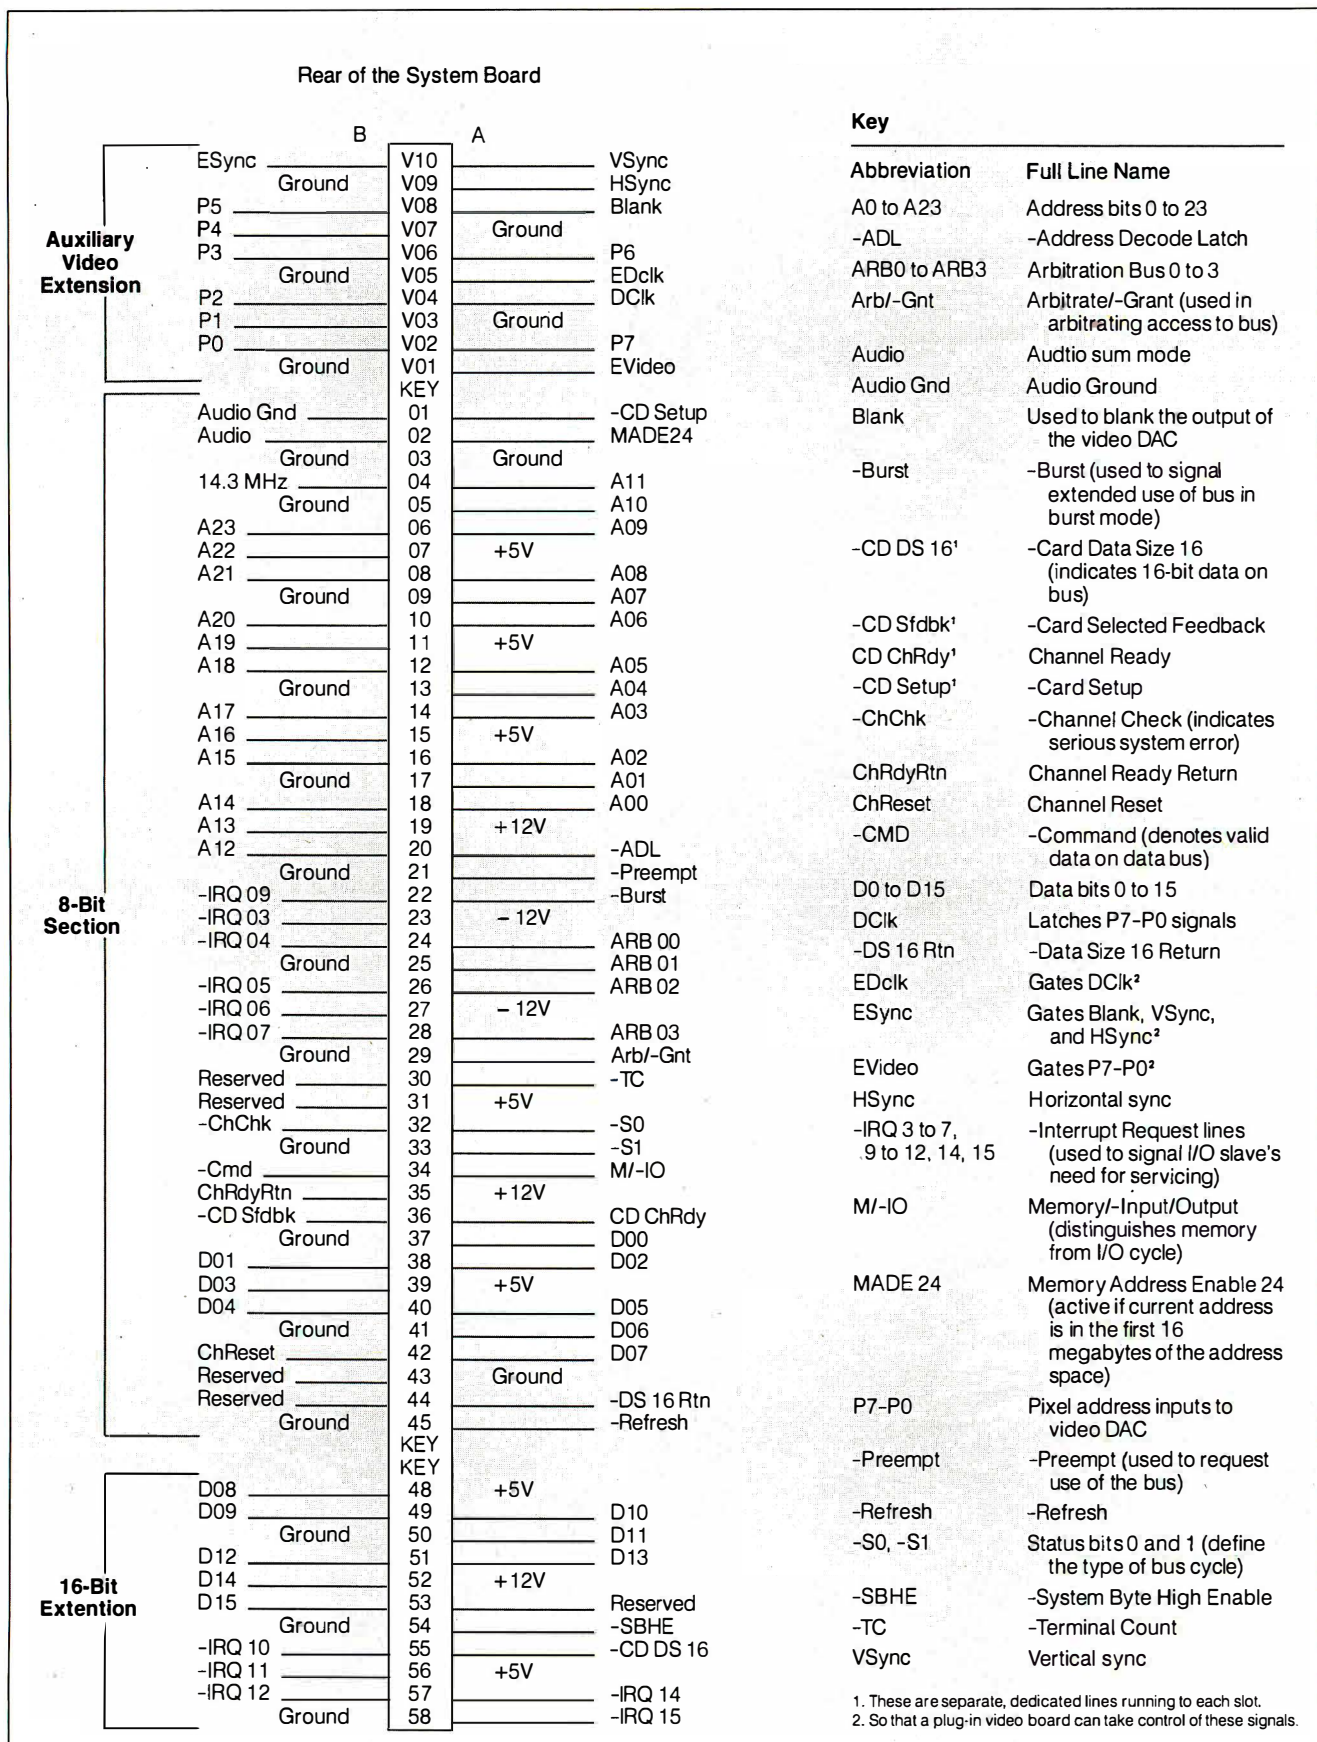 Rear of the System Board
B A
Auxiliary
Video
Extension
ESync V10 VSync
Ground V09 HSync
P5 V08 Blank
P4 V07 Ground
P3 V06 P6
Ground V05 EDclk
P2 V04 DClk
P1 V03 Ground
P0 V02 P7
Ground V01 EVideo
KEY
8-Bit
Section
Audio Gnd 01 -CD Setup
Audio 02 MADE24
Ground 03 Ground
14.3 MHz 04 A11
Ground 05 A10
A23 06 A09
A22 07 +5V
A21 08 A08
Ground 09 A07
A20 10 A06
A19 11 +5V
A18 12 A05
Ground 13 A04
A17 14 A03
A16 15 +5V
A15 16 A02
Ground 17 A01
A14 18 A00
A13 19 +12V
A12 20 -ADL
Ground 21 -Preempt
-IRQ 09 22 -Burst
-IRQ 03 23 - 12V
-IRQ 04 24 ARB 00
Ground 25 ARB 01
-IRQ 05 26 ARB 02
-IRQ 06 27 - 12V
-IRQ 07 28 ARB 03
Ground 29 Arb/-Gnt
Reserved 30 -TC
Reserved 31 +5V
-ChChk 32 -S0
Ground 33 -S1
-Cmd 34 M/-IO
ChRdyRtn 35 +12V
-CD Sfdbk 36 CD ChRdy
Ground 37 D00
D01 38 D02
D03 39 +5V
D04 40 D05
Ground 41 D06
ChReset 42 D07
Reserved 43 Ground
Reserved 44 -DS 16 Rtn
Ground 45 -Refresh
KEY
KEY
16-Bit
Extention
D08 48 +5V
D09 49 D10
Ground 50 D11
D12 51 D13
D14 52 +12V
D15 53 Reserved
Ground 54 -SBHE
-IRQ 10 55 -CD DS 16
-IRQ 11 56 +5V
-IRQ 12 57 -IRQ 14
Ground 58 -IRQ 15
Key
Abbreviation Full Line Name
A0 to A23 Address bits 0 to 23
-ADL -Address Decode Latch
ARB0 to ARB3 Arbitration Bus 0 to 3
Arb/-Gnt Arbitrate/-Grant (used in
arbitrating access to bus)
Audio Audtio sum mode
Audio Gnd Audio Ground
Blank Used to blank the output of
the video DAC
-Burst -Burst (used to signal
extended use of bus in
burst mode)
-CD DS 16¹ -Card Data Size 16
(indicates 16-bit data on
bus)
-CD Sfdbk¹ -Card Selected Feedback
CD ChRdy¹ Channel Ready
-CD Setup¹ -Card Setup
-ChChk -Channel Check (indicates
serious system error)
ChRdyRtn Channel Ready Return
ChReset Channel Reset
-CMD -Command (denotes valid
data on data bus)
D0 to D15 Data bits 0 to 15
DClk Latches P7-P0 signals
-DS 16 Rtn -Data Size 16 Return
EDclk Gates DClk²
ESync Gates Blank, VSync,
and HSync²
EVideo Gates P7-P0²
HSync Horizontal sync
-IRQ 3 to 7, -Interrupt Request lines
9 to 12, 14, 15 (used to signal I/O slave's
need for servicing)
M/-IO Memory/-Input/Output
(distinguishes memory
from I/O cycle)
MADE 24 Memory Address Enable 24
(active if current address
is in the first 16
megabytes of the address
space)
P7-P0 Pixel address inputs to
video DAC
-Preempt -Preempt (used to request
use of the bus)
-Refresh -Refresh
-S0, -S1 Status bits 0 and 1 (define
the type of bus cycle)
-SBHE -System Byte High Enable
-TC -Terminal Count
VSync Vertical sync
1. These are separate, dedicated lines running to each slot.
2. So that a plug-in video board can take control of these signals.